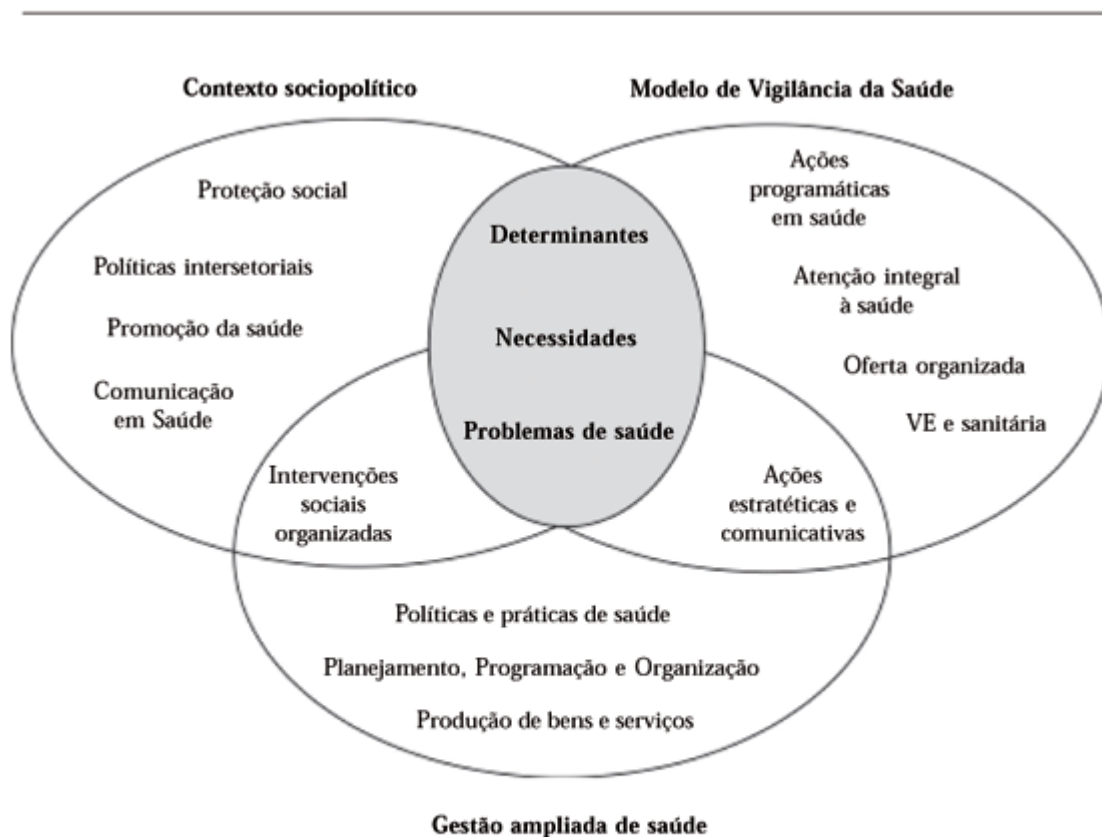 Contexto sociopolítico
Modelo de Vigilância da Saúde
Proteção social
Políticas intersetoriais
Promoção da saúde
Comunicação
em Saúde
Determinantes
Necessidades
Problemas de saúde
Ações
programáticas
em saúde
Atenção integral
à saúde
Oferta organizada
VE e sanitária
Intervenções
sociais
organizadas
Ações
estratéticas e
comunicativas
Políticas e práticas de saúde
Planejamento, Programação e Organização
Produção de bens e serviços
Gestão ampliada de saúde